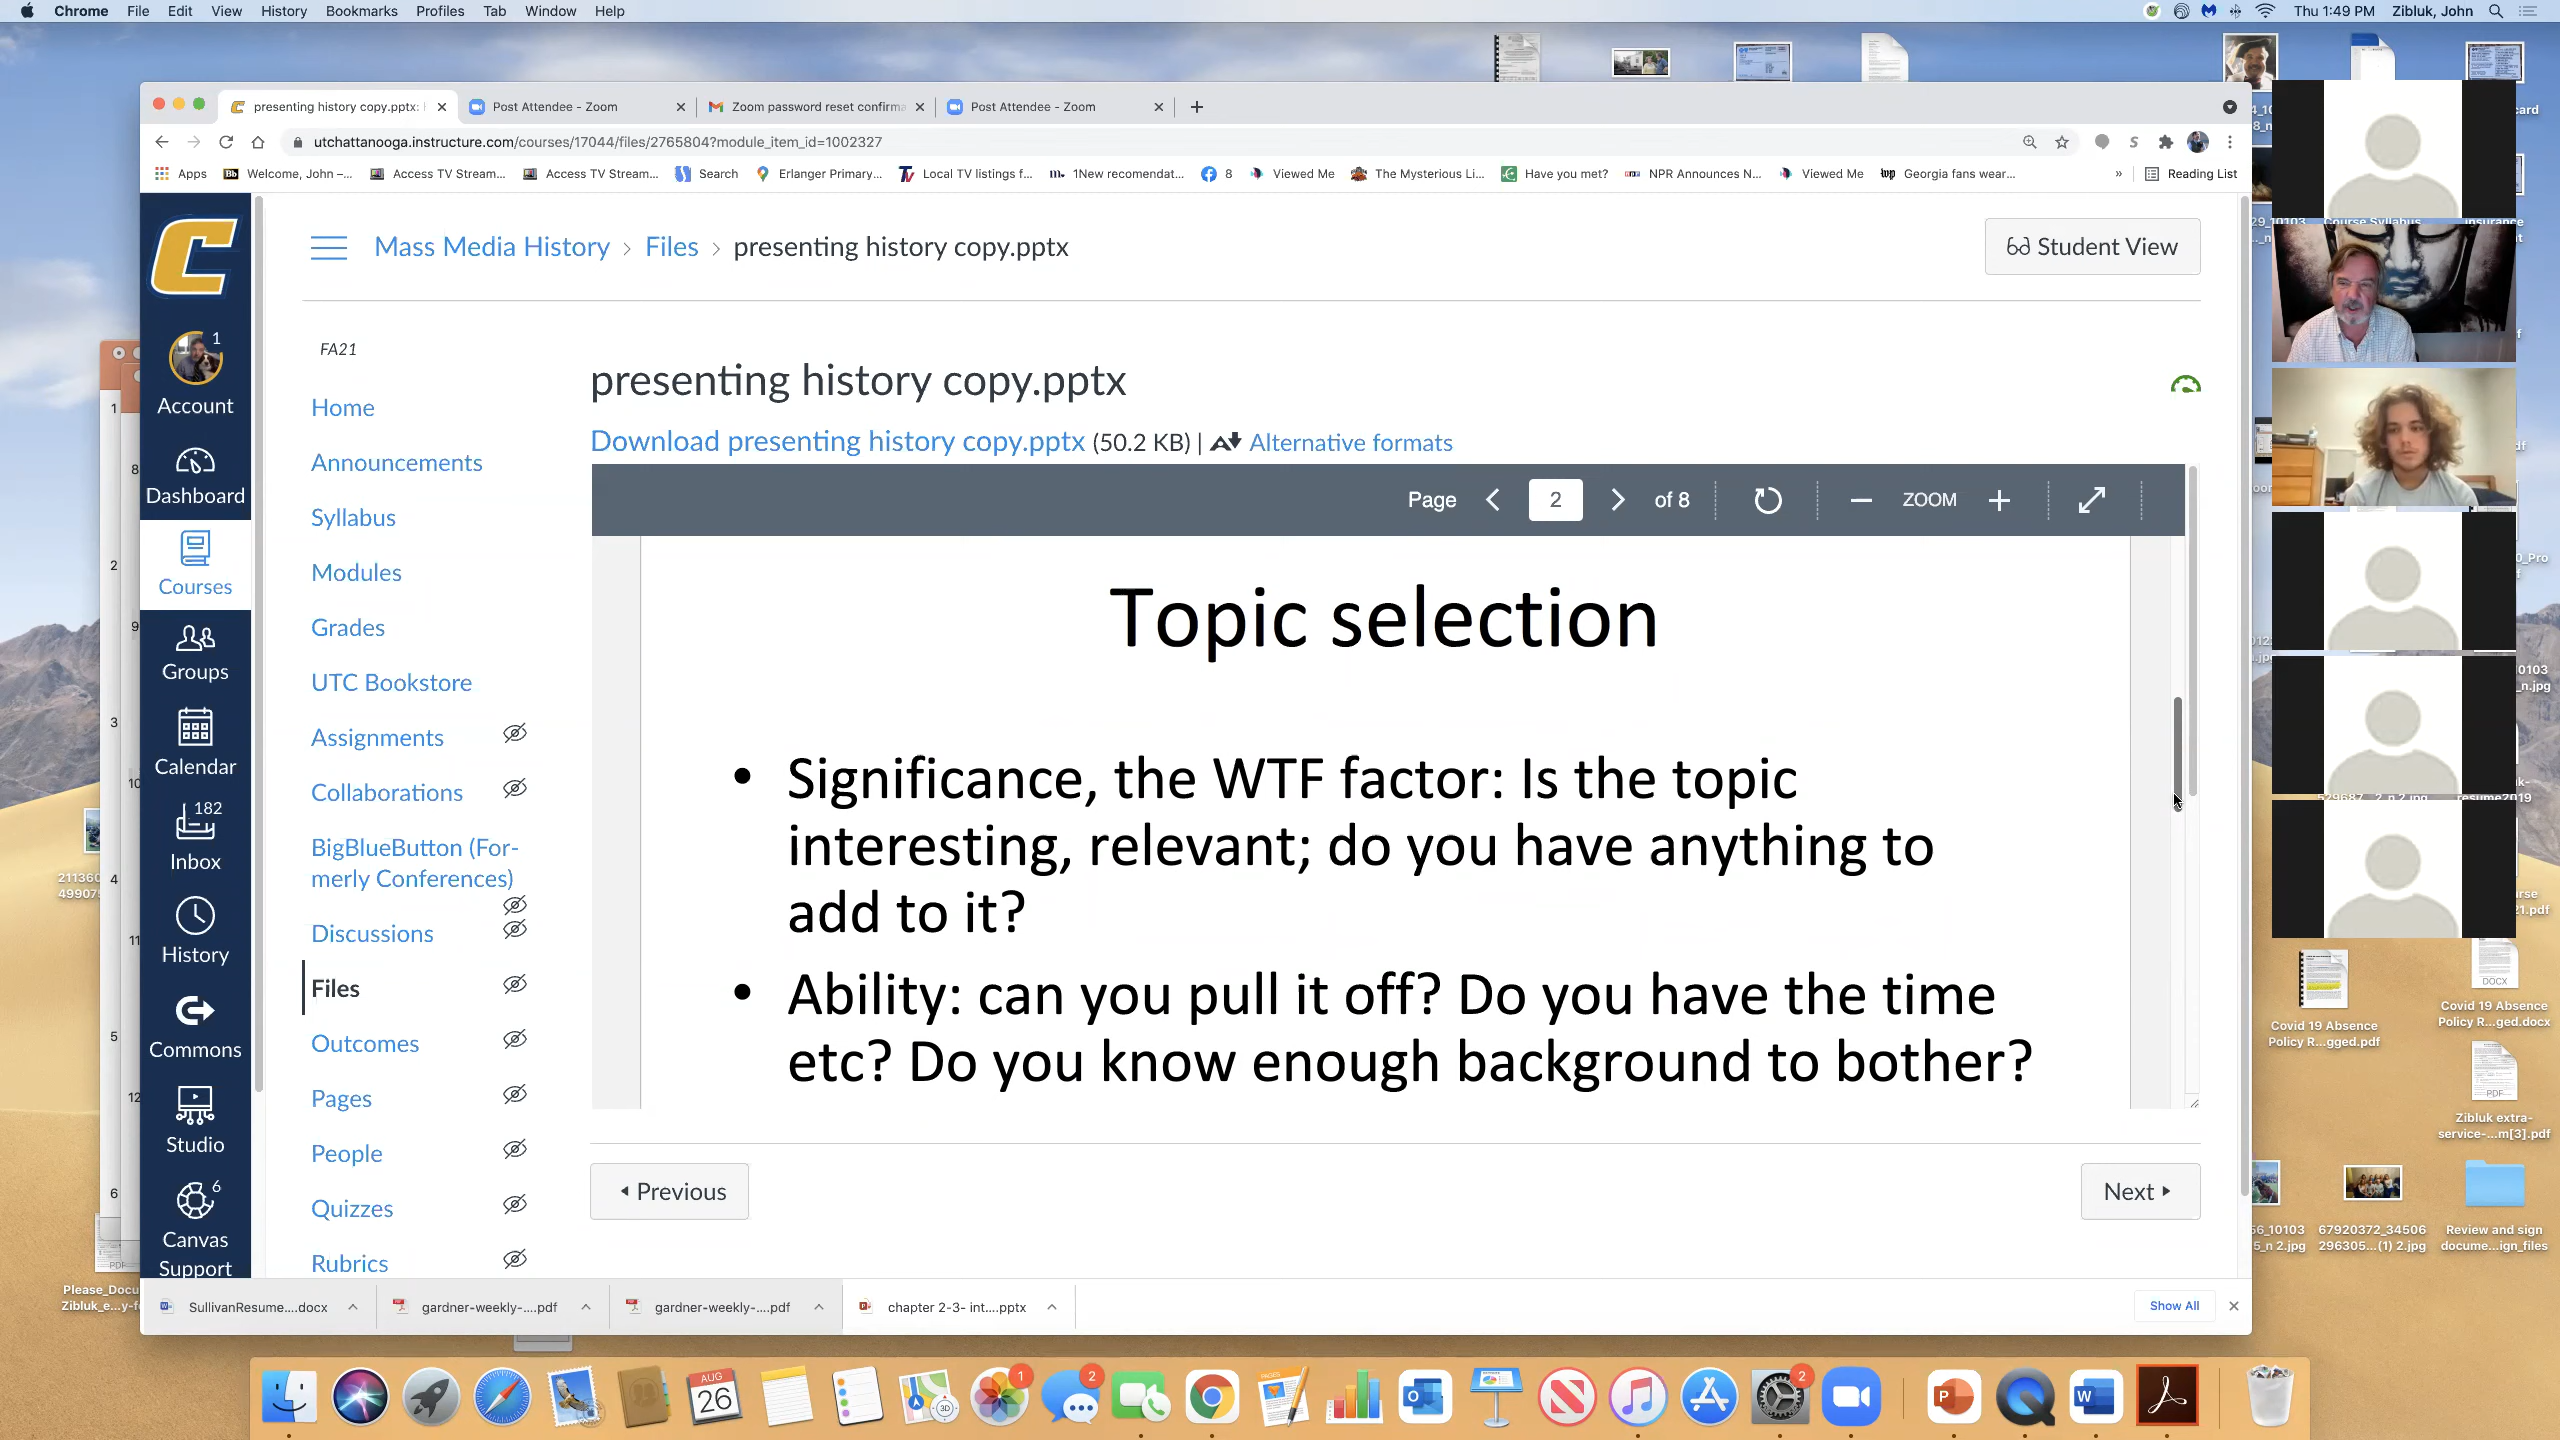 Chrome File Edit View History Bookmarks Profiles Tab Window Help
Thu 1:49 PM Zibluk, John
presenting history copy.pptx:
Post Attendee - Zoom
Zoom password reset confirma
Post Attendee - Zoom
utchattanooga.instructure.com/courses/17044/files/2765804?module_item_id=1002327
Apps
Welcome, John –...
Access TV Stream...
Access TV Stream...
Search
Erlanger Primary...
Local TV listings f...
1New recomendat...
8
Viewed Me
The Mysterious Li...
Have you met?
NPR Announces N...
Viewed Me
Georgia fans wear...
»
Reading List
Mass Media History › Files › presenting history copy.pptx
Student View
1
Account
Dashboard
Courses
Groups
Calendar
182
Inbox
History
Commons
Studio
6
Canvas
Support
FA21
Home
Announcements
Syllabus
Modules
Grades
UTC Bookstore
Assignments
Collaborations
BigBlueButton (For-
merly Conferences)
Discussions
Files
Outcomes
Pages
People
Quizzes
Rubrics
presenting history copy.pptx
Download presenting history copy.pptx (50.2 KB) | Alternative formats
Page 2 of 8 ZOOM
Topic selection
• Significance, the WTF factor: Is the topic
interesting, relevant; do you have anything to
add to it?
• Ability: can you pull it off? Do you have the time
etc? Do you know enough background to bother?
Previous
Next
SullivanResume....docx
gardner-weekly-....pdf
gardner-weekly-....pdf
chapter 2-3- int....pptx
Show All
Covid 19 Absence
Policy R...gged.pdf
Covid 19 Absence
Policy R...ged.docx
Zibluk extra-
service-...m[3].pdf
67920372_34506
296305...(1) 2.jpg
Review and sign
docume...ign_files
AUG
26
1
2
2